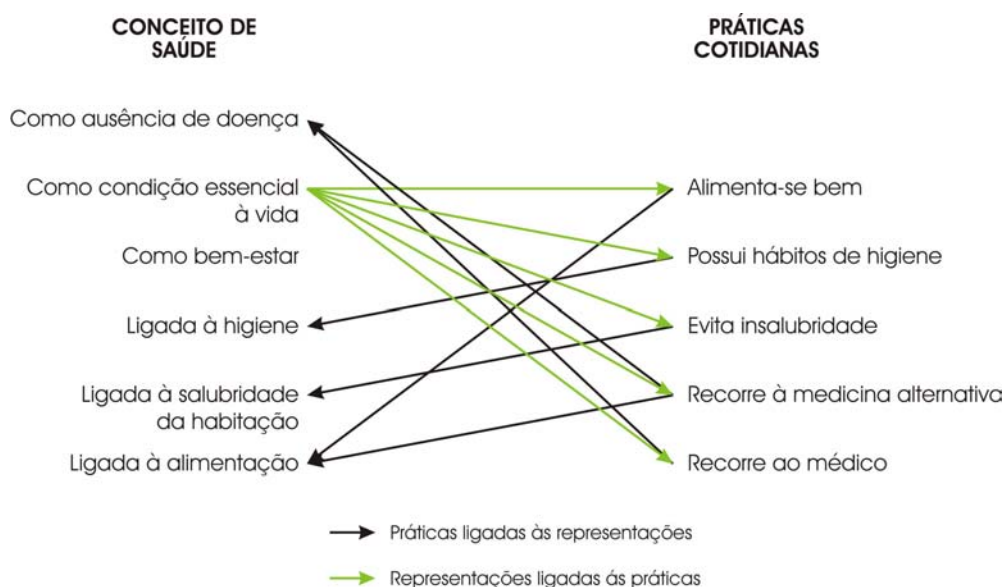 CONCEITO DE
SAÚDE
PRÁTICAS
COTIDIANAS
Como ausência de doença
Como condição essencial
à vida
Como bem-estar
Ligada à higiene
Ligada à salubridade
da habitação
Ligada à alimentação
Alimenta-se bem
Possui hábitos de higiene
Evita insalubridade
Recorre à medicina alternativa
Recorre ao médico
Práticas ligadas às representações
Representações ligadas ás práticas